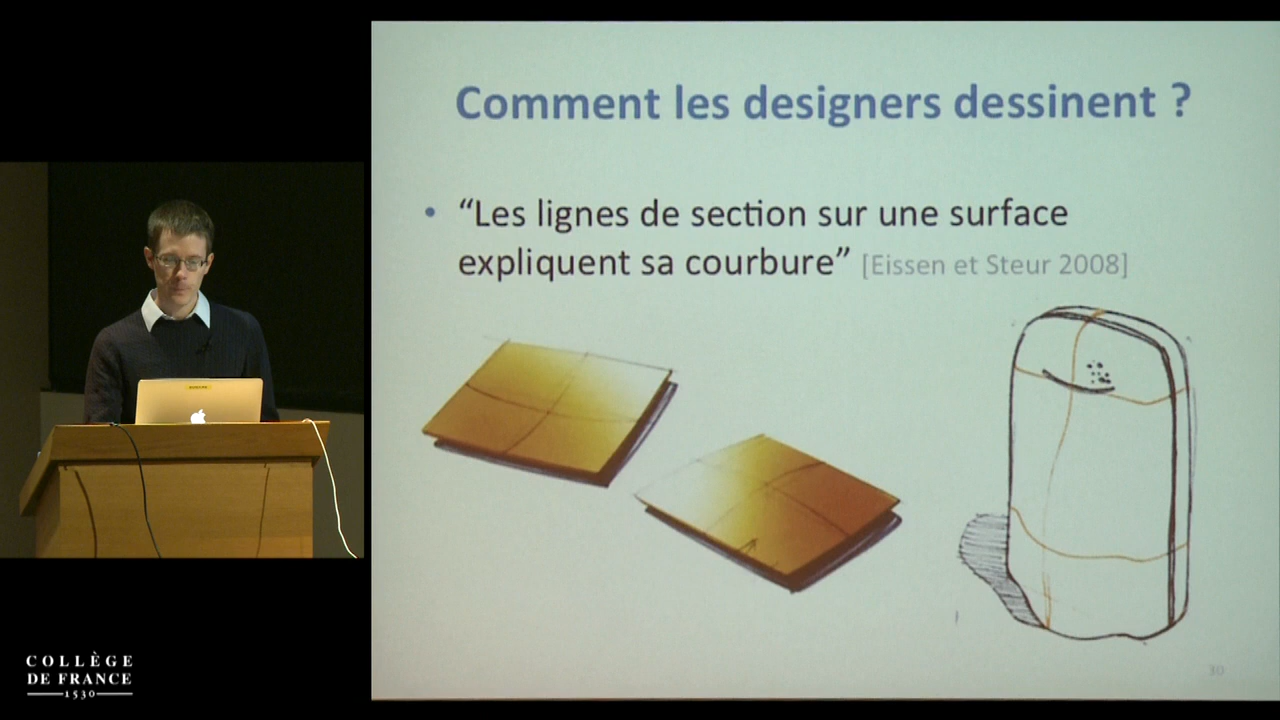 Comment les designers dessinent ?
• “Les lignes de section sur une surface
expliquent sa courbure” [Eissen et Steur 2008]
30
COLLÈGE
DE FRANCE
1530